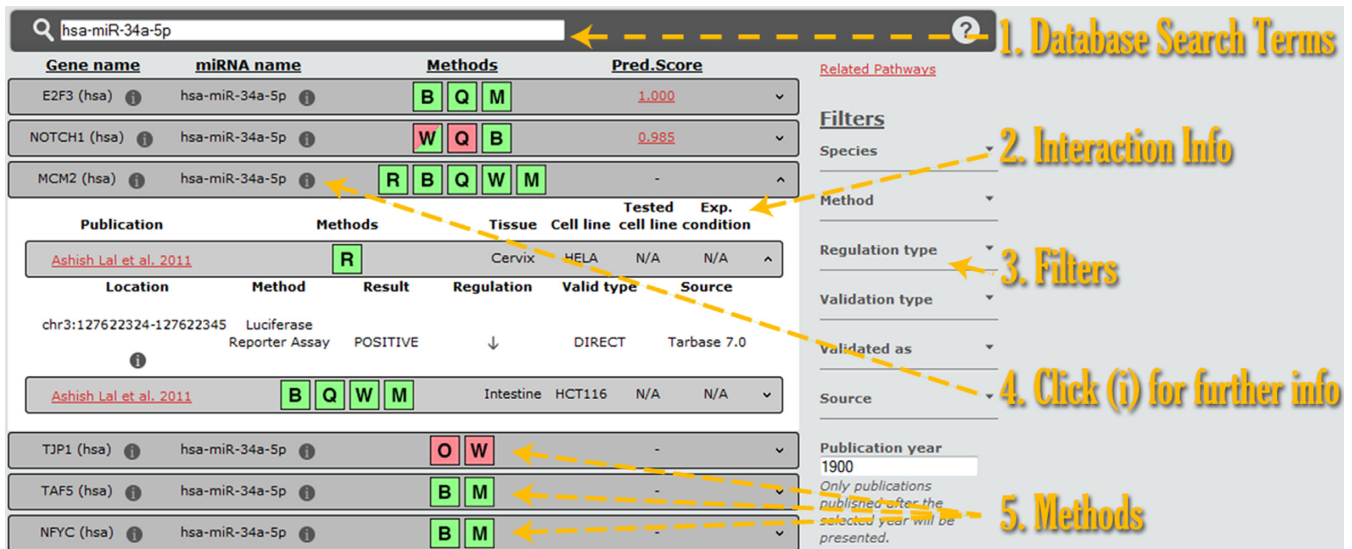 hsa-miR-34a-5p
?
1. Database Search Terms
Gene name miRNA name Methods Pred.Score
Related Pathways
E2F3 (hsa) i hsa-miR-34a-5p i B Q M 1.000
Filters
NOTCH1 (hsa) i hsa-miR-34a-5p i W Q B 0.985
Species
2. Interaction Info
MCM2 (hsa) i hsa-miR-34a-5p i R B Q W M -
Method
Publication Methods Tissue Cell line Tested cell line Exp. condition
Regulation type
Ashish Lal et al. 2011 R Cervix HELA N/A N/A
3. Filters
Location Method Result Regulation Valid type Source
Validation type
chr3:127622324-127622345 Luciferase Reporter Assay POSITIVE ↓ DIRECT Tarbase 7.0
i
Validated as
Ashish Lal et al. 2011 B Q W M Intestine HCT116 N/A N/A
Source
4. Click (i) for further info
TJP1 (hsa) i hsa-miR-34a-5p i O W -
Publication year
1900
TAF5 (hsa) i hsa-miR-34a-5p i B M -
Only publications
published after the
selected year will be
presented.
5. Methods
NFYC (hsa) i hsa-miR-34a-5p i B M -